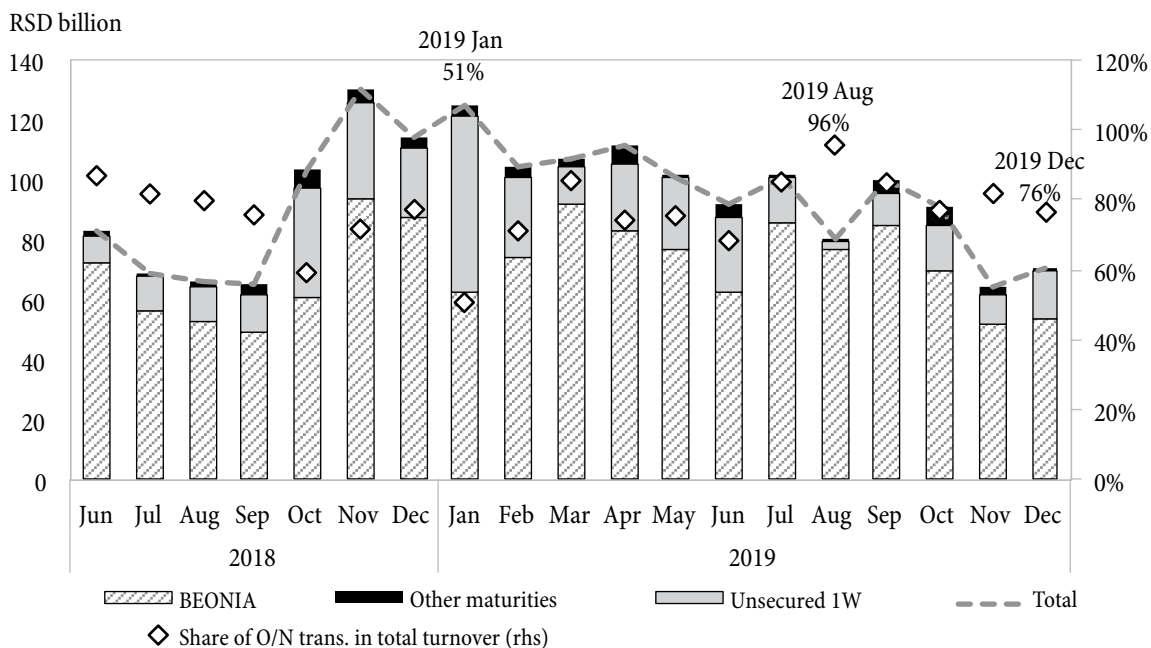 RSD billion
2019 Jan
51%
2019 Aug
96%
2019 Dec
76%
140
120
100
80
60
40
20
0
120%
100%
80%
60%
40%
20%
0%
Jun Jul Aug Sep Oct Nov Dec Jan Feb Mar Apr May Jun Jul Aug Sep Oct Nov Dec
2018 2019
BEONIA Other maturities Unsecured 1W Total
Share of O/N trans. in total turnover (rhs)